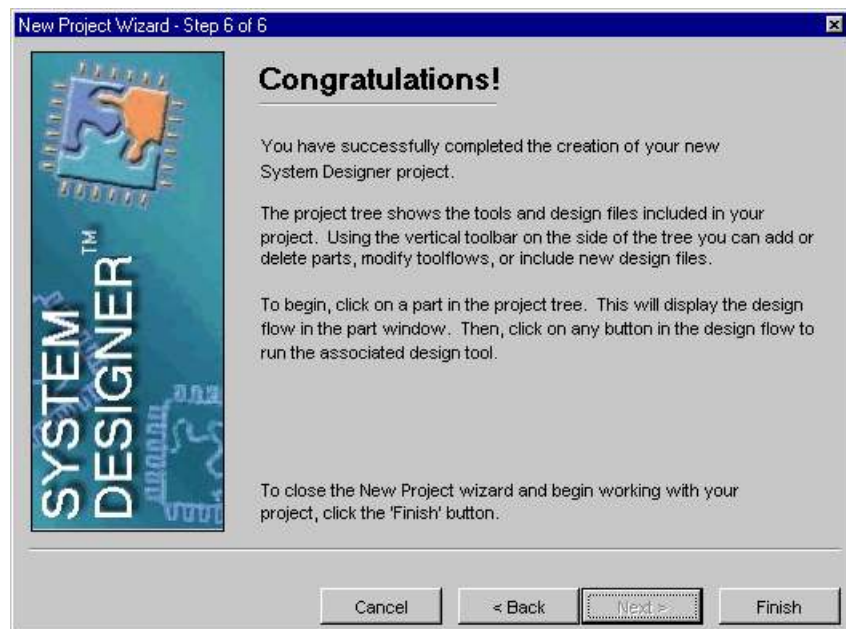 New Project Wizard - Step 6 of 6
Congratulations!
You have successfully completed the creation of your new
System Designer project.
The project tree shows the tools and design files included in your
project. Using the vertical toolbar on the side of the tree you can add or
delete parts, modify toolflows, or include new design files.
To begin, click on a part in the project tree. This will display the design
flow in the part window. Then, click on any button in the design flow to
run the associated design tool.
To close the New Project wizard and begin working with your
project, click the 'Finish' button.
SYSTEM
DESIGNER™
Cancel
< Back
Next >
Finish